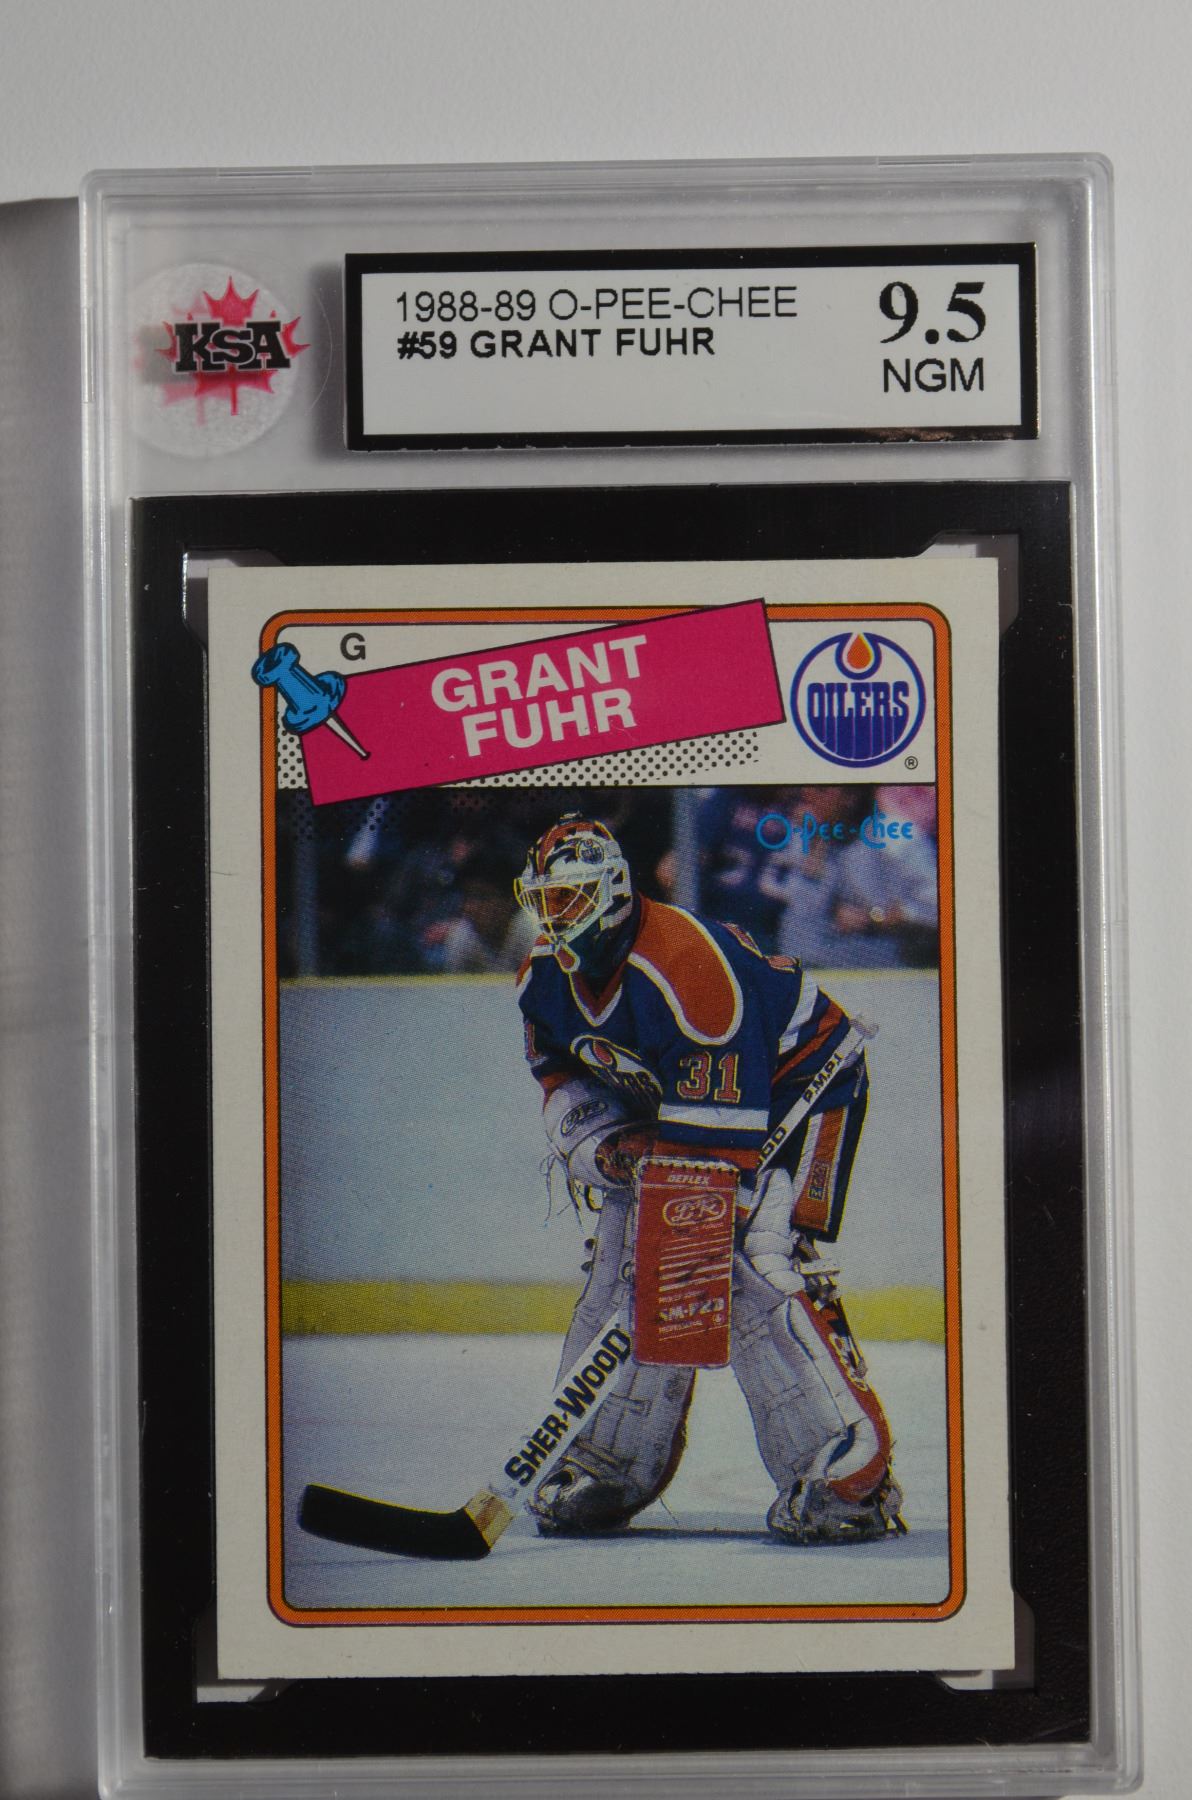 KSA
1988-89 O-PEE-CHEE
#59 GRANT FUHR
9.5
NGM
G
GRANT
FUHR
OILERS
®
O-Pee-Chee
31
P.M.P.
DEFLEX
SHER-WOOD